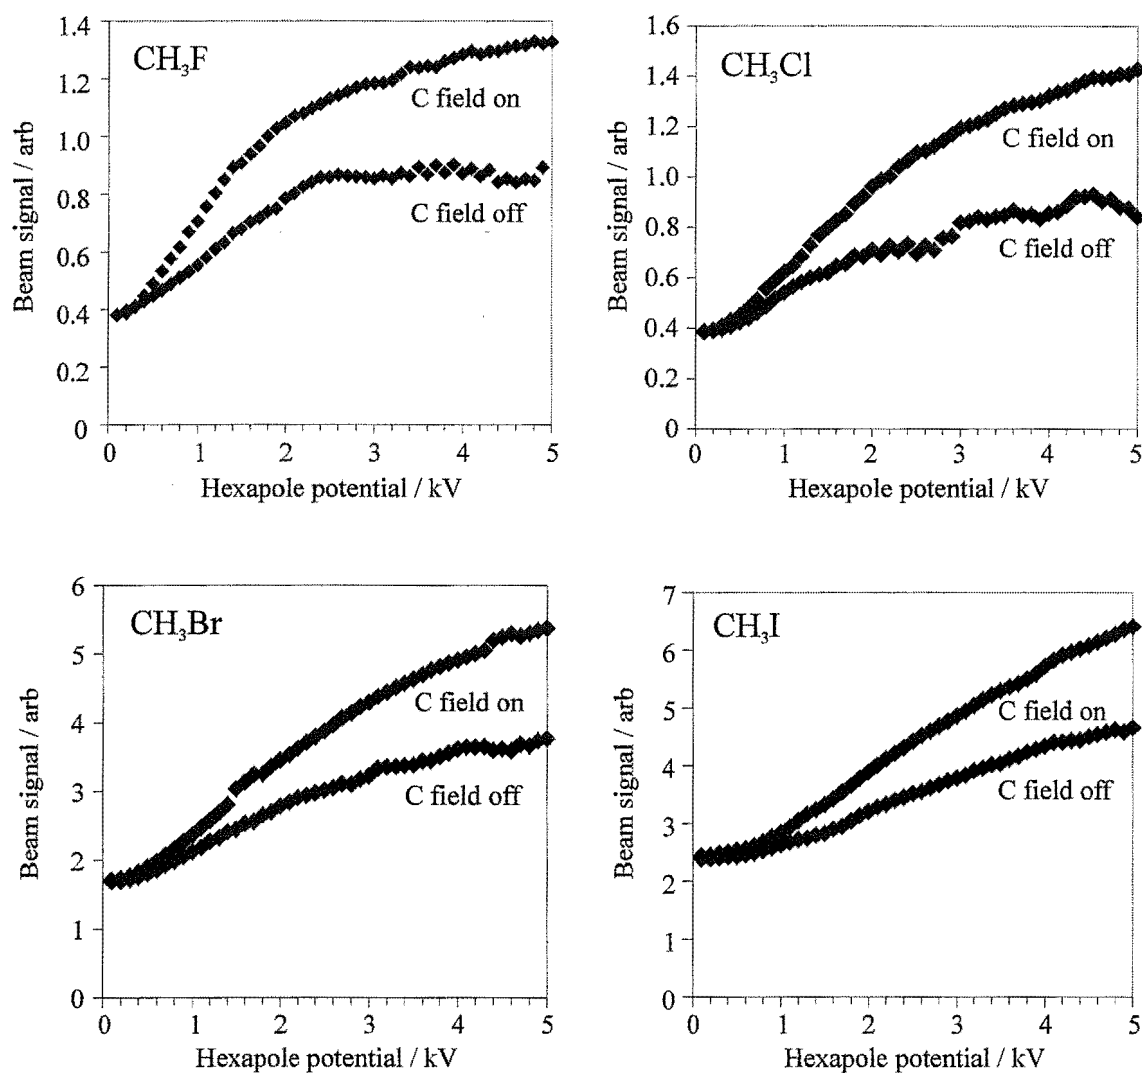 CH₃F
C field on
C field off
Beam signal / arb
1.4
1.2
1.0
0.8
0.6
0.4
0.2
0
0 1 2 3 4 5
Hexapole potential / kV
CH₃Cl
C field on
C field off
Beam signal / arb
1.6
1.4
1.2
1.0
0.8
0.6
0.4
0.2
0
0 1 2 3 4 5
Hexapole potential / kV
CH₃Br
C field on
C field off
Beam signal / arb
6
5
4
3
2
1
0
0 1 2 3 4 5
Hexapole potential / kV
CH₃I
C field on
C field off
Beam signal / arb
7
6
5
4
3
2
1
0
0 1 2 3 4 5
Hexapole potential / kV